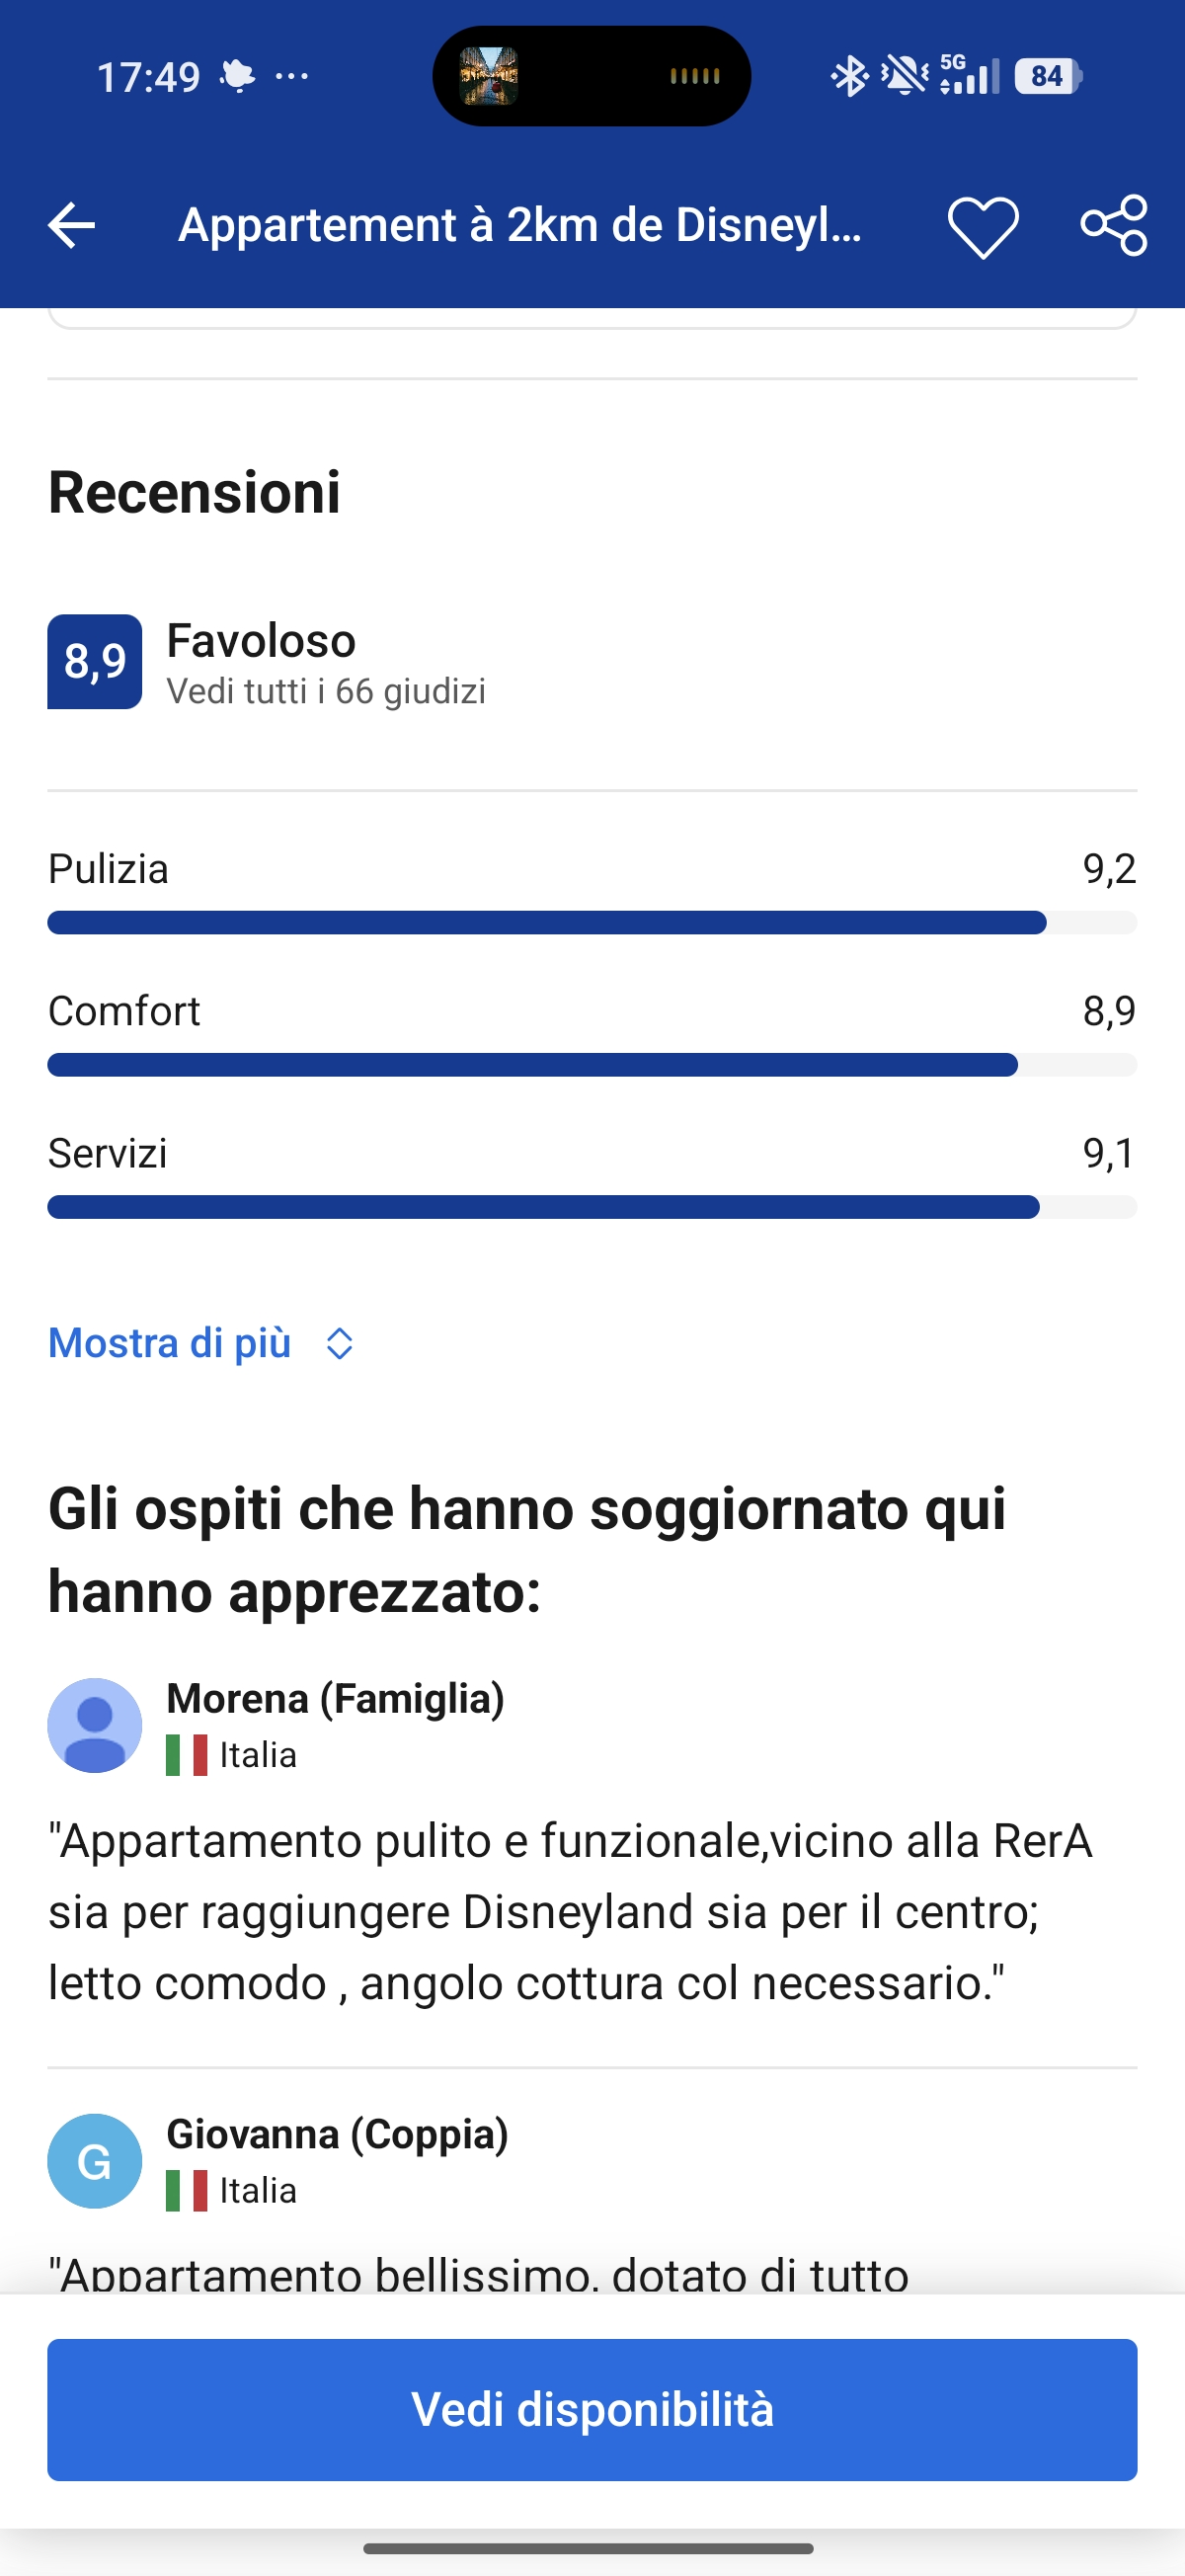 17:49
5G
84
Appartement à 2km de Disneyl...
Recensioni
8,9
Favoloso
Vedi tutti i 66 giudizi
Pulizia 9,2
Comfort 8,9
Servizi 9,1
Mostra di più
Gli ospiti che hanno soggiornato qui
hanno apprezzato:
Morena (Famiglia)
Italia
"Appartamento pulito e funzionale,vicino alla RerA
sia per raggiungere Disneyland sia per il centro;
letto comodo , angolo cottura col necessario."
G
Giovanna (Coppia)
Italia
"Appartamento bellissimo, dotato di tutto
Vedi disponibilità